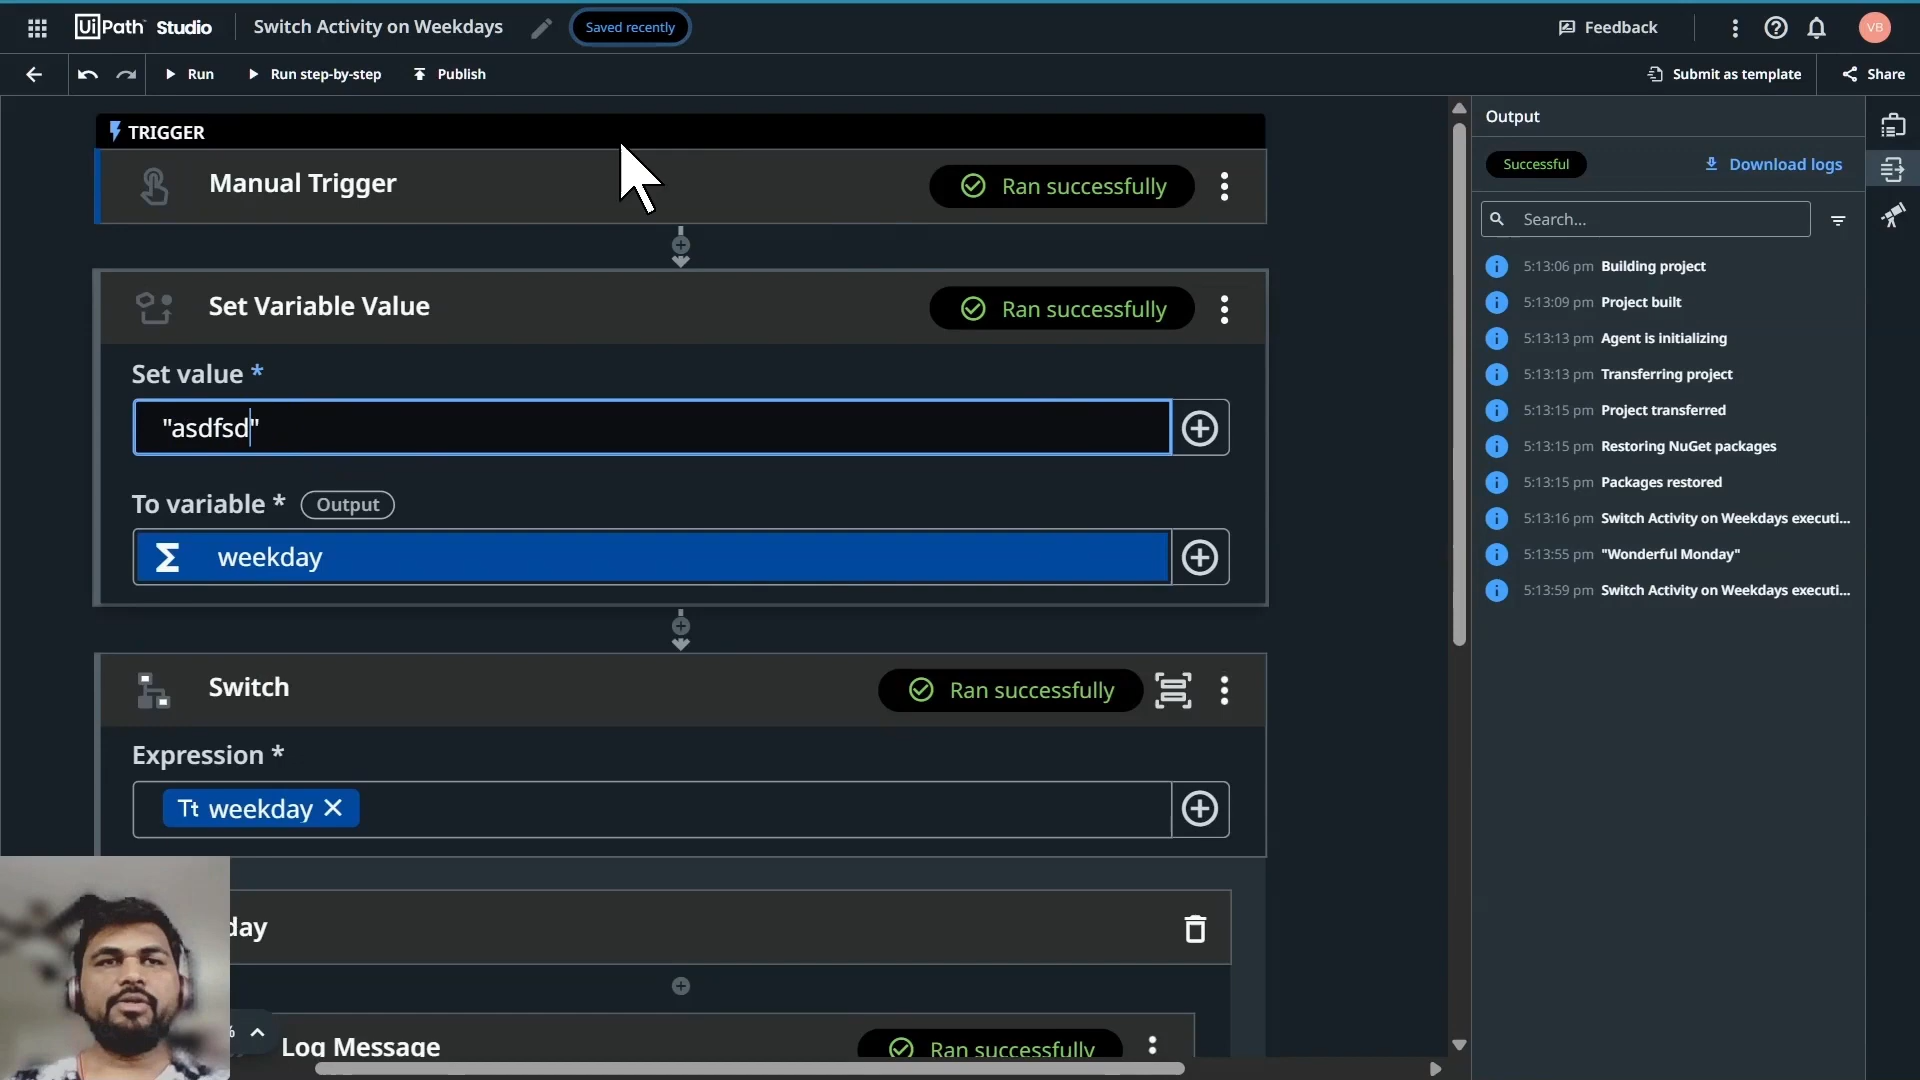 UiPath Studio
Switch Activity on Weekdays
Saved recently
Feedback
VB
Run
Run step-by-step
Publish
Submit as template
Share
TRIGGER
Manual Trigger
Ran successfully
Set Variable Value
Ran successfully
Set value *
"asdfsd"
To variable * Output
weekday
Switch
Ran successfully
Expression *
Tt weekday
day
%
Log Message
Ran successfully
Output
Successful
Download logs
Search...
5:13:06 pm Building project
5:13:09 pm Project built
5:13:13 pm Agent is initializing
5:13:13 pm Transferring project
5:13:15 pm Project transferred
5:13:15 pm Restoring NuGet packages
5:13:15 pm Packages restored
5:13:16 pm Switch Activity on Weekdays executi...
5:13:55 pm "Wonderful Monday"
5:13:59 pm Switch Activity on Weekdays executi...